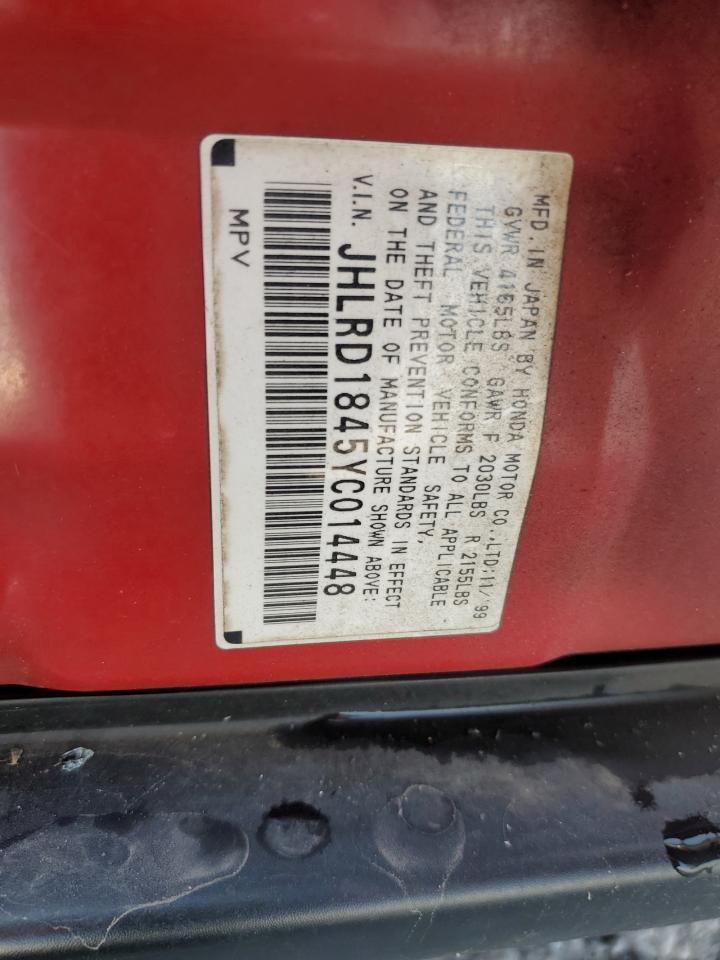 MFD. IN JAPAN BY HONDA MOTOR CO.,LTD;11/'99
GVWR 4165LBS GAWR F 2030LBS R 2155LBS
THIS VEHICLE CONFORMS TO ALL APPLICABLE
FEDERAL MOTOR VEHICLE SAFETY,
AND THEFT PREVENTION STANDARDS IN EFFECT
ON THE DATE OF MANUFACTURE SHOWN ABOVE:
V.I.N. JHLRD1845YC014448
MPV